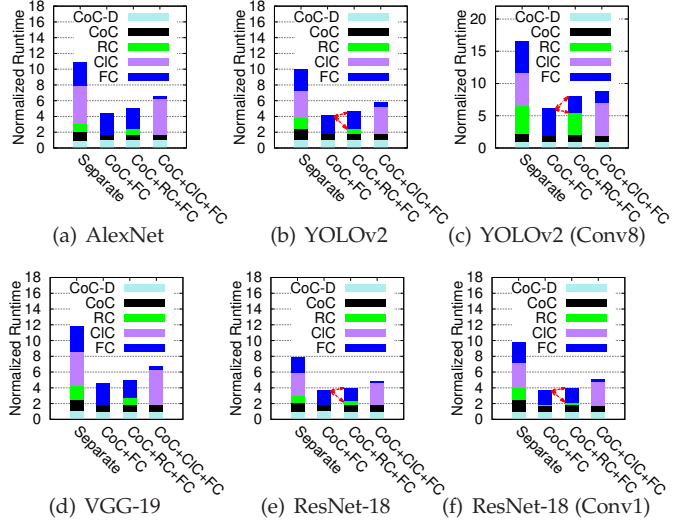 18
16
14
12
10
8
6
4
2
0
Normalized Runtime
CoC-D
CoC
RC
ClC
FC
Separate
CoC+FC
CoC+RC+FC
CoC+ClC+FC
(a) AlexNet
18
16
14
12
10
8
6
4
2
0
Normalized Runtime
CoC-D
CoC
RC
ClC
FC
Separate
CoC+FC
CoC+RC+FC
CoC+ClC+FC
(b) YOLOv2
20
15
10
5
0
Normalized Runtime
CoC-D
CoC
RC
ClC
FC
Separate
CoC+FC
CoC+RC+FC
CoC+ClC+FC
(c) YOLOv2 (Conv8)
18
16
14
12
10
8
6
4
2
0
Normalized Runtime
CoC-D
CoC
RC
ClC
FC
Separate
CoC+FC
CoC+RC+FC
CoC+ClC+FC
(d) VGG-19
18
16
14
12
10
8
6
4
2
0
Normalized Runtime
CoC-D
CoC
RC
ClC
FC
Separate
CoC+FC
CoC+RC+FC
CoC+ClC+FC
(e) ResNet-18
18
16
14
12
10
8
6
4
2
0
Normalized Runtime
CoC-D
CoC
RC
ClC
FC
Separate
CoC+FC
CoC+RC+FC
CoC+ClC+FC
(f) ResNet-18 (Conv1)